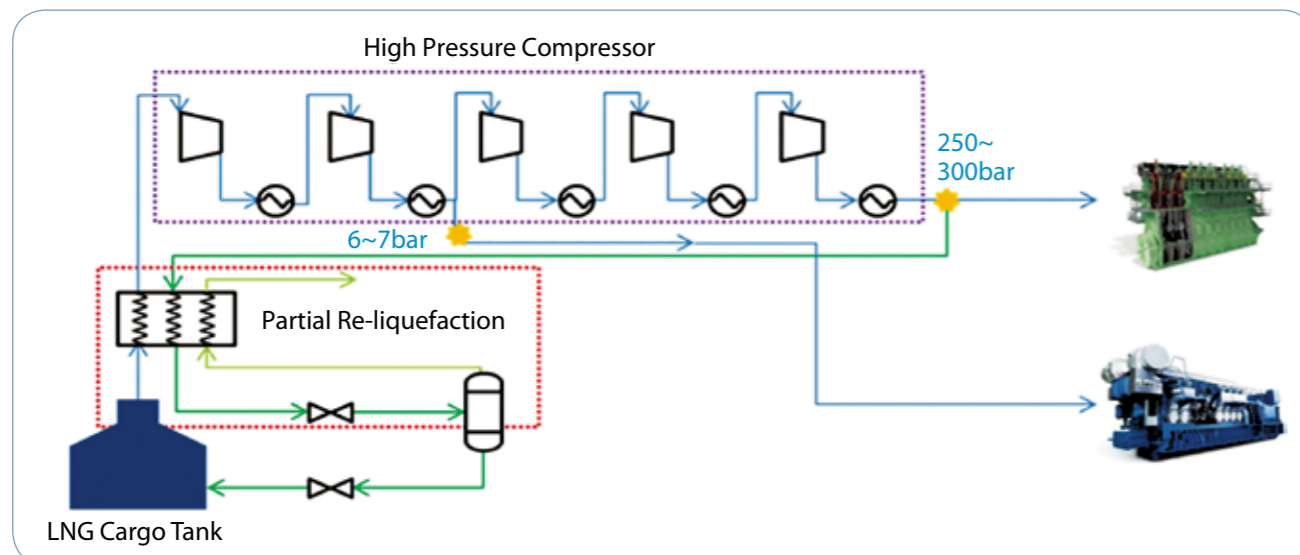 High Pressure Compressor
250~
300bar
6~7bar
Partial Re-liquefaction
LNG Cargo Tank